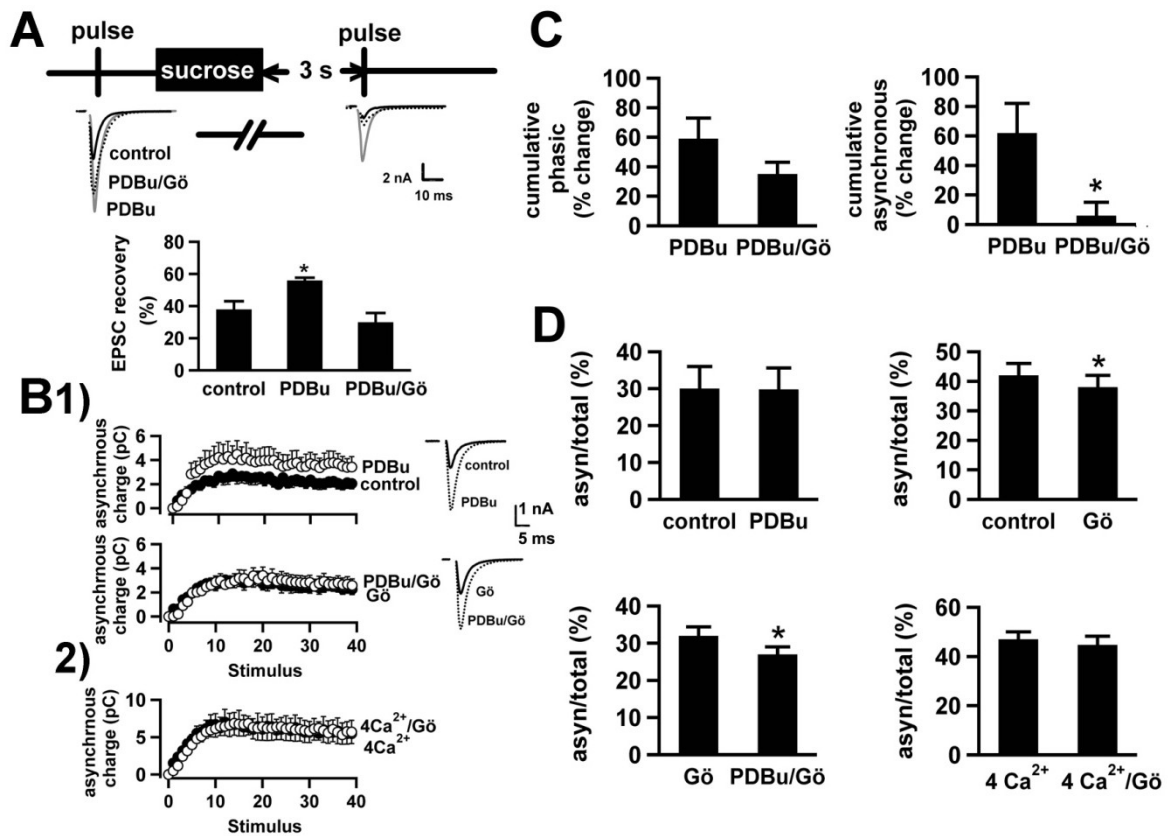 A
pulse
pulse
sucrose
3 s
control
PDBu/Gö
PDBu
2 nA
10 ms
EPSC recovery
(%)
80
60
40
20
0
*
control PDBu PDBu/Gö
B1)
asynchrnous
charge (pC)
6
4
2
0
PDBu
control
control
PDBu
1 nA
5 ms
asynchrnous
charge (pC)
6
4
2
0
PDBu/Gö
Gö
Gö
PDBu/Gö
0 10 20 30 40
Stimulus
2)
asynchrnous
charge (pC)
10
5
0
4Ca²⁺/Gö
4Ca²⁺
0 10 20 30 40
Stimulus
C
cumulative
phasic
(% change)
100
80
60
40
20
0
PDBu PDBu/Gö
cumulative
asynchronous
(% change)
100
80
60
40
20
0
*
PDBu PDBu/Gö
D
asyn/total (%)
40
30
20
10
0
control PDBu
asyn/total (%)
50
40
30
20
10
0
*
control Gö
asyn/total (%)
40
30
20
10
0
*
Gö PDBu/Gö
asyn/total (%)
60
40
20
0
4 Ca²⁺ 4 Ca²⁺/Gö